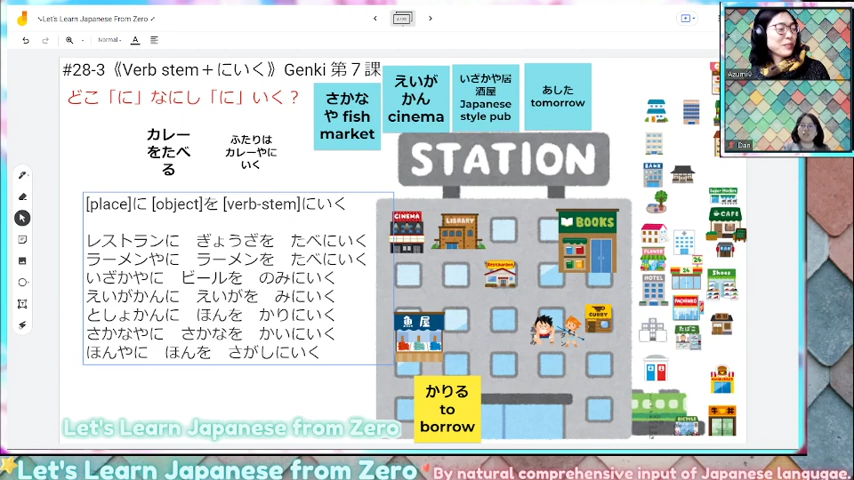 Let's Learn Japanese From Zero
Normal
#28-3《Verb stem＋にいく》Genki 第７課
どこ「に」なにし「に」いく？
さかな
や fish
market
えいが
かん
cinema
いざかや居
酒屋
Japanese
style pub
あした
tomorrow
カレー
をたべ
る
ふたりは
カレーやに
いく
STATION
[place]に [object]を [verb-stem]にいく
レストランに　ぎょうざを　たべにいく
ラーメンやに　ラーメンを　たべにいく
いざかやに　ビールを　のみにいく
えいがかんに　えいがを　みにいく
としょかんに　ほんを　かりにいく
さかなやに　さかなを　かいにいく
ほんやに　ほんを　さがしにいく
CINEMA
LIBRARY
BOOKS
Restaurant
魚屋
CURRY
かりる
to
borrow
BANK
CAFE
HOTEL
Shoes
PACHINKO
たばこ
BICYCLE
Azumi
Dan
Let's Learn Japanese from Zero
Let's Learn Japanese from Zero
By natural comprehensive input of Japanese langugae.